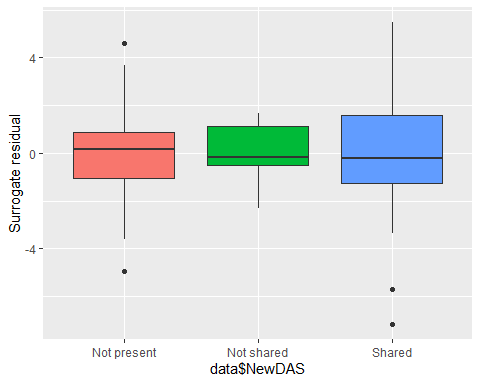 4
0
-4
Surrogate residual
Not present
Not shared
Shared
data$NewDAS